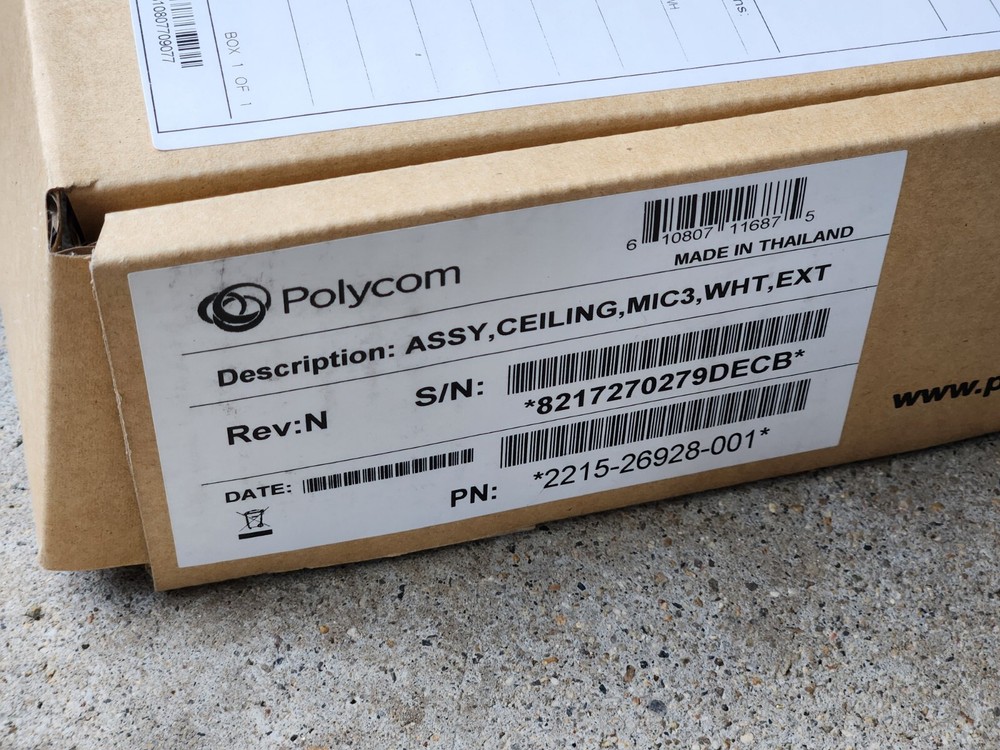 10807709077
BOX 1 OF 1
Polycom
6 10807 11687 5
MADE IN THAILAND
Description: ASSY,CEILING,MIC3,WHT,EXT
Rev:N
S/N:
*8217270279DECB*
DATE:
PN:
*2215-26928-001*
www.p